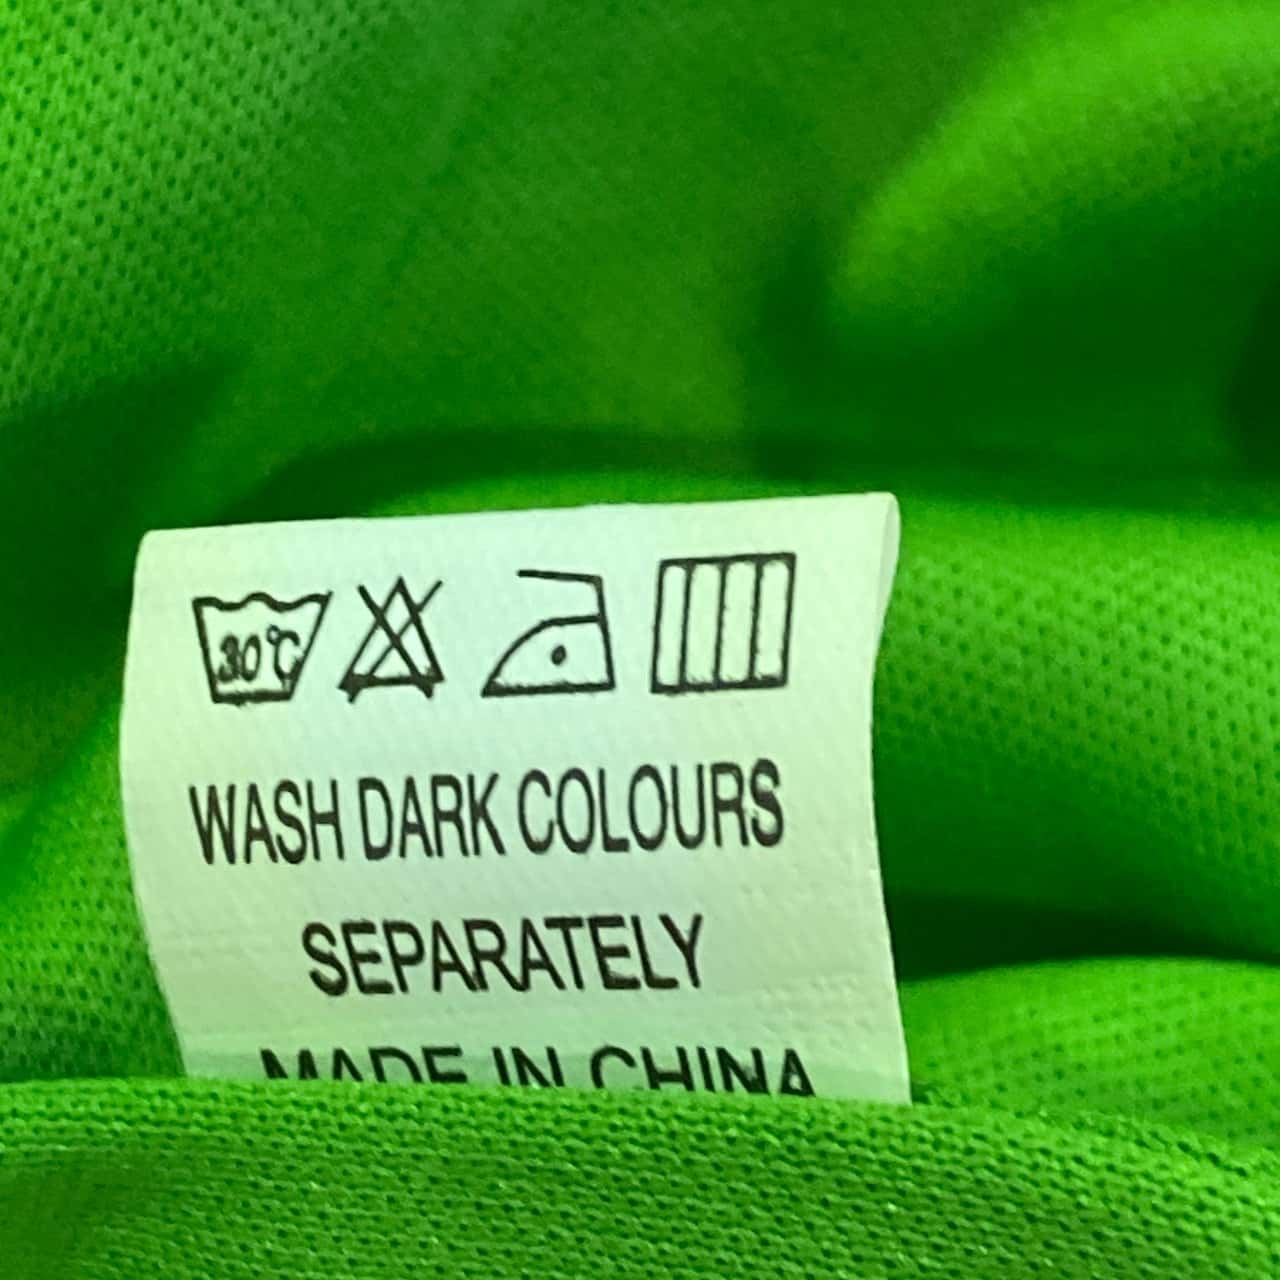 30°C
WASH DARK COLOURS
SEPARATELY
MADE IN CHINA